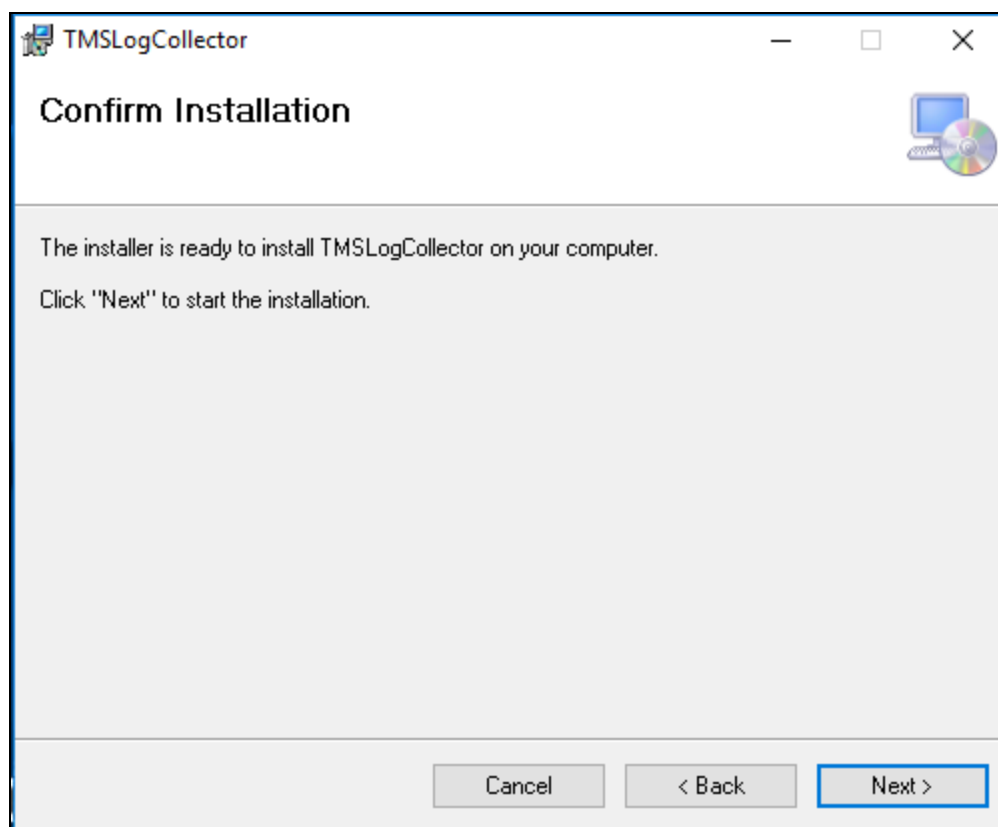 TMSLogCollector
Confirm Installation
The installer is ready to install TMSLogCollector on your computer.
Click "Next" to start the installation.
Cancel
< Back
Next >